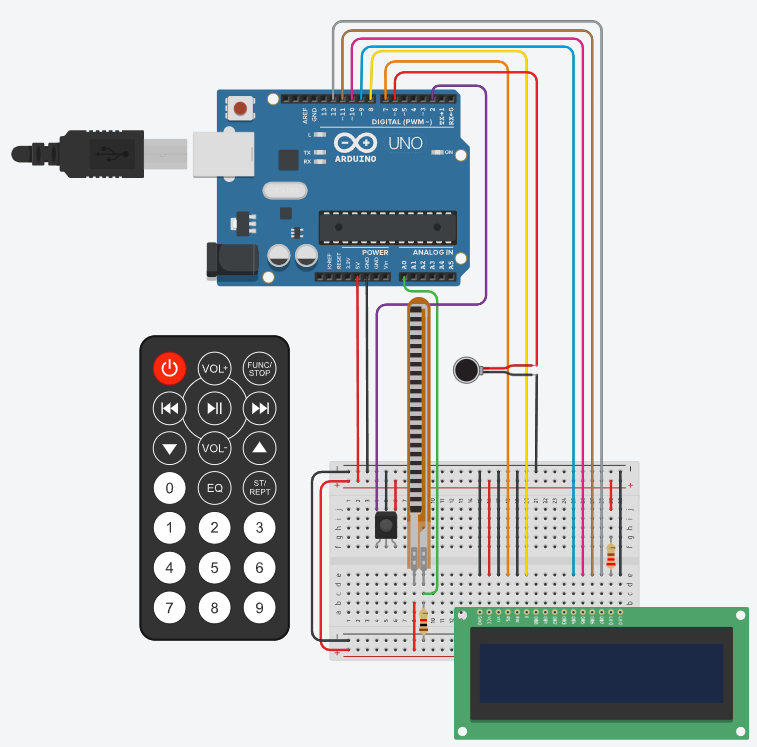 AREF
GND
13
12
~11
~10
~9
8
7
~6
~5
4
~3
2
TX→1
RX←0
DIGITAL (PWM~)
L
TX
RX
ARDUINO
UNO
ON
POWER
ANALOG IN
IOREF
RESET
3.3V
5V
GND
GND
Vin
A0
A1
A2
A3
A4
A5
VOL+
FUNC/
STOP
VOL-
0
EQ
ST/
REPT
1
2
3
4
5
6
7
8
9